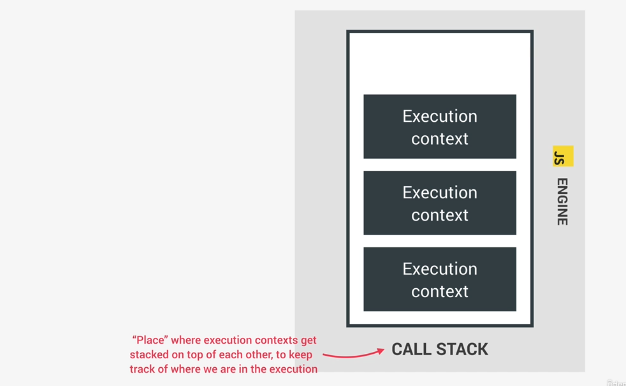 Execution
context
Execution
context
Execution
context
JS
ENGINE
“Place” where execution contexts get
stacked on top of each other, to keep
track of where we are in the execution
CALL STACK